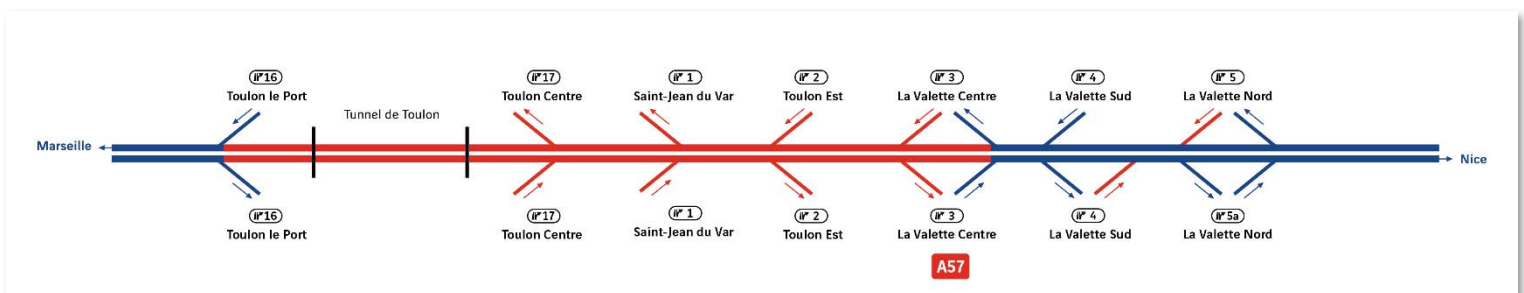 16
Toulon le Port
17
Toulon Centre
1
Saint-Jean du Var
2
Toulon Est
3
La Valette Centre
4
La Valette Sud
5
La Valette Nord
Tunnel de Toulon
Marseille
Nice
16
Toulon le Port
17
Toulon Centre
1
Saint-Jean du Var
2
Toulon Est
3
La Valette Centre
4
La Valette Sud
5a
La Valette Nord
A57